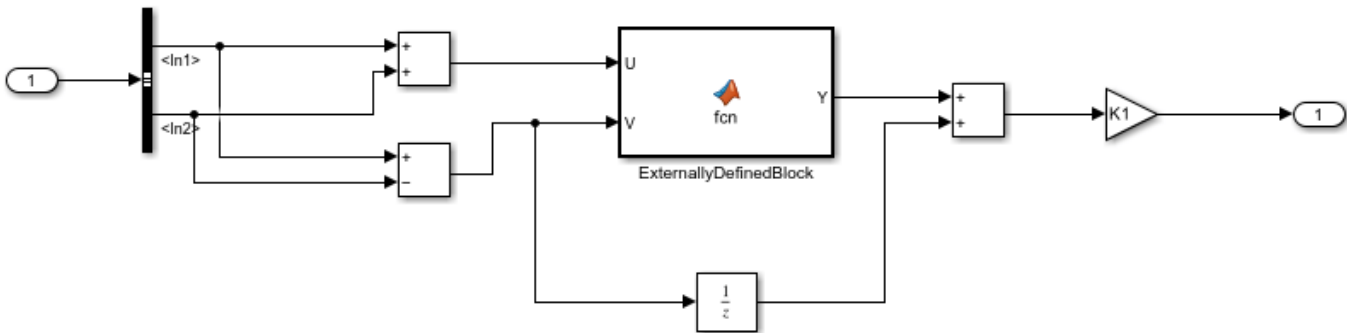 1
<In1>
<In2>
+
+
+
−
U
V
Y
fcn
ExternallyDefinedBlock
1
z
+
+
K1
1